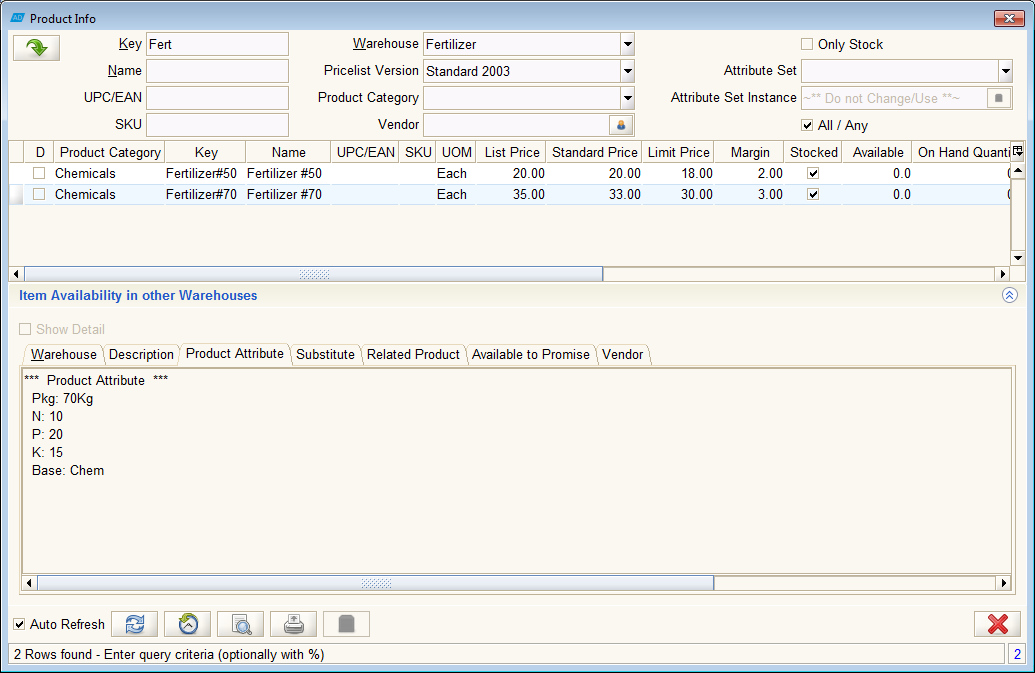 AD Product Info
Key Fert Warehouse Fertilizer Only Stock
Name Pricelist Version Standard 2003 Attribute Set
UPC/EAN Product Category Attribute Set Instance ~** Do not Change/Use **~
SKU Vendor All / Any
D Product Category Key Name UPC/EAN SKU UOM List Price Standard Price Limit Price Margin Stocked Available On Hand Quanti
Chemicals Fertilizer#50 Fertilizer #50 Each 20.00 20.00 18.00 2.00 0.0
Chemicals Fertilizer#70 Fertilizer #70 Each 35.00 33.00 30.00 3.00 0.0
Item Availability in other Warehouses
Show Detail
Warehouse Description Product Attribute Substitute Related Product Available to Promise Vendor
*** Product Attribute ***
Pkg: 70Kg
N: 10
P: 20
K: 15
Base: Chem
Auto Refresh
2 Rows found - Enter query criteria (optionally with %) 2